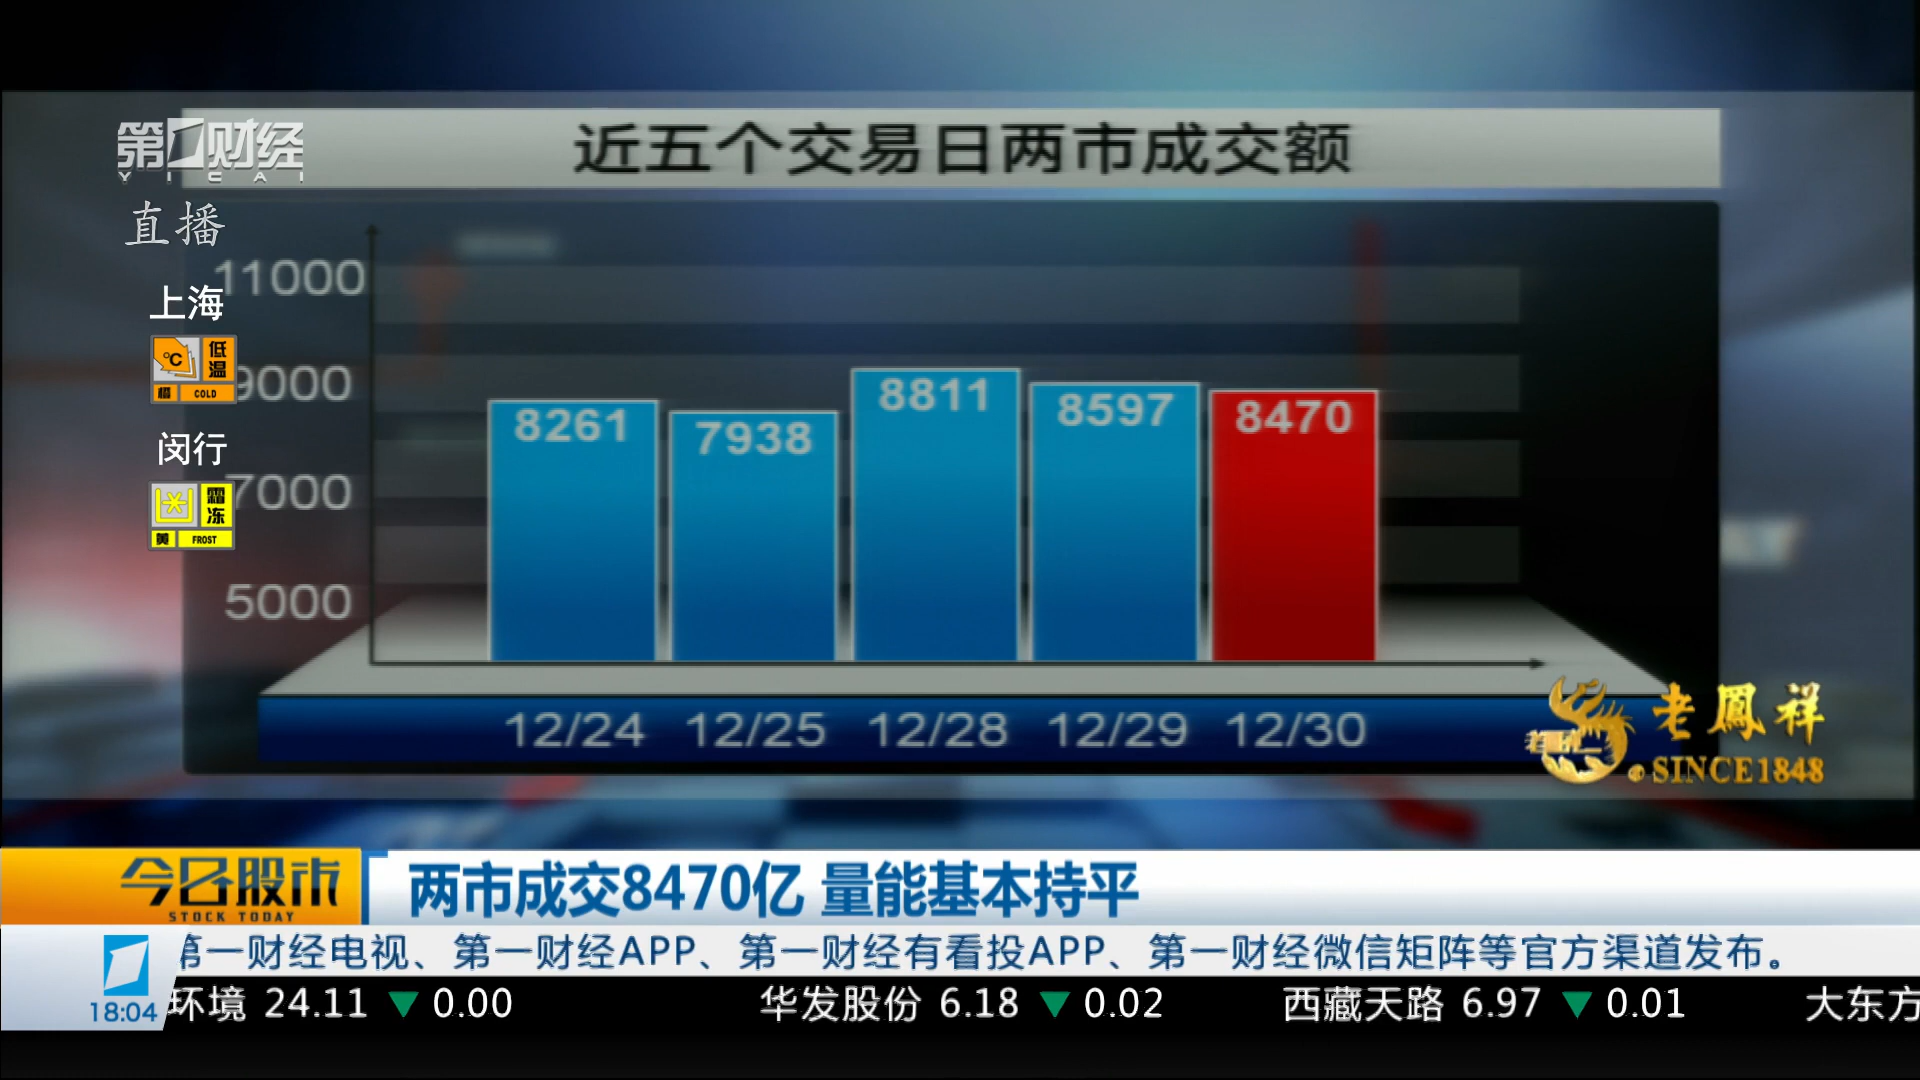 第1财经
YICAI
直播
近五个交易日两市成交额
上海
℃ 低温
橙 COLD
闵行
霜冻
黄 FROST
11000
9000
7000
5000
8261
7938
8811
8597
8470
12/24 12/25 12/28 12/29 12/30
老鳳祥
SINCE1848
今日股市
STOCK TODAY
两市成交8470亿 量能基本持平
第一财经电视、第一财经APP、第一财经有看投APP、第一财经微信矩阵等官方渠道发布。
18:04
环境 24.11 ▼ 0.00 华发股份 6.18 ▼ 0.02 西藏天路 6.97 ▼ 0.01 大东方